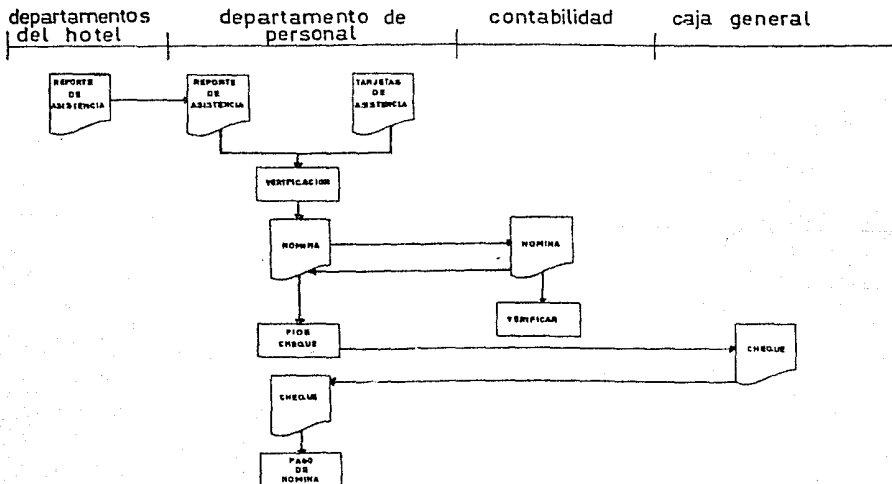 departamentos
del hotel
departamento de
personal
contabilidad
caja general
REPORTE
DE
ASISTENCIA
REPORTE
DE
ASISTENCIA
TARJETAS
DE
ASISTENCIA
VERIFICACION
NOMINA
NOMINA
VERIFICAR
PIDE
CHEQUE
CHEQUE
CHEQUE
PAGO
DE
NOMINA